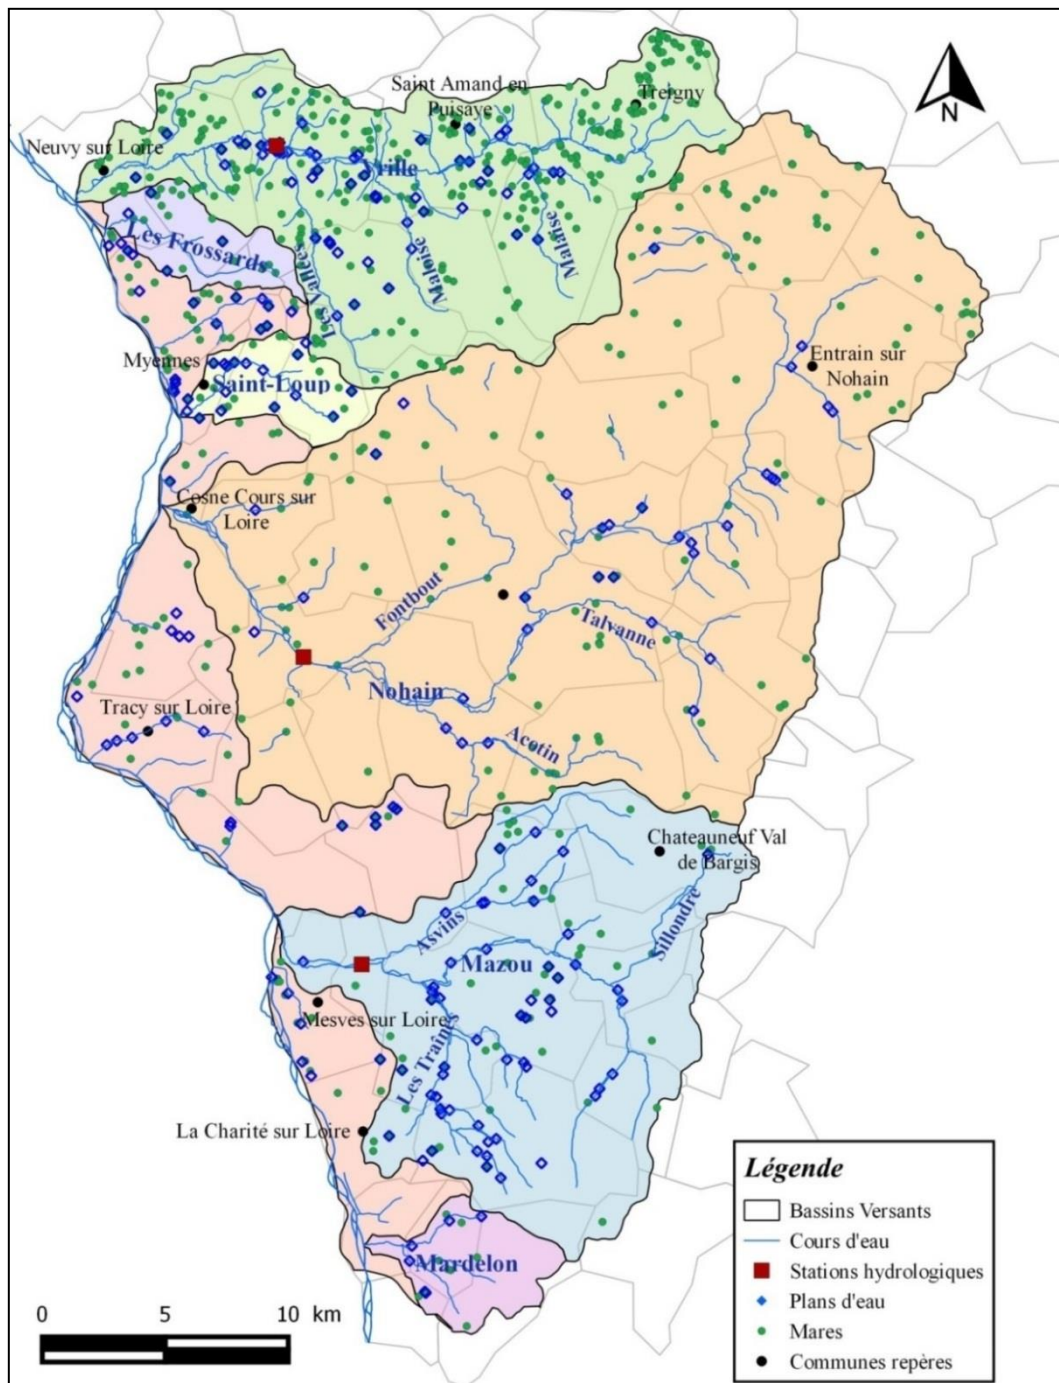 Saint Amand en
Puisaye
Treigny
N
Neuvy sur Loire
Vrille
Les Frossards
Les Vallées
Maloise
Malaise
Myennes
Saint-Loup
Entrain sur
Nohain
Cosne Cours sur
Loire
Fontbout
Talvanne
Nohain
Tracy sur Loire
Acotin
Chateauneuf Val
de Bargis
Asvins
Sillondre
Mazou
Mesves sur Loire
Les Traînes
La Charité sur Loire
Mardelon
Légende
Bassins Versants
Cours d'eau
Stations hydrologiques
Plans d'eau
Mares
Communes repères
0 5 10 km